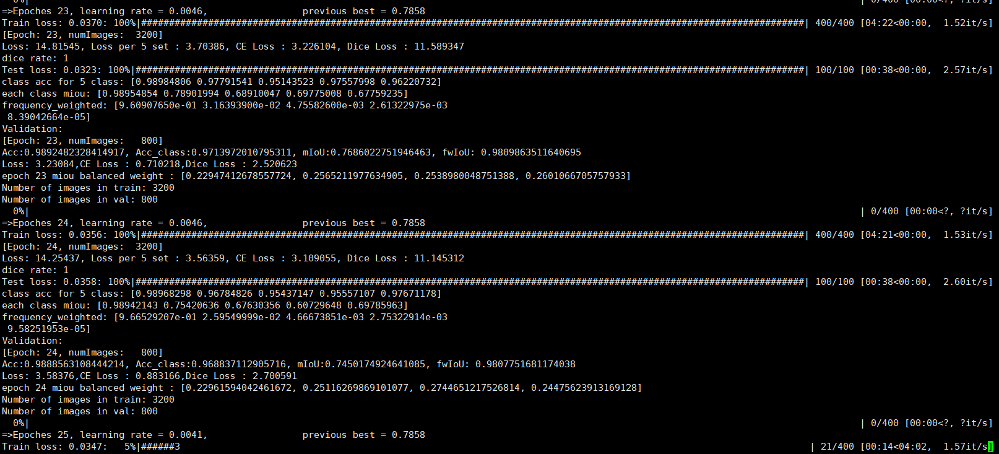 0%| | 0/400 [00:00<?, ?it/s]
=>Epoches 23, learning rate = 0.0046, previous best = 0.7858
Train loss: 0.0370: 100%|#######################################################################################################################| 400/400 [04:22<00:00, 1.52it/s]
[Epoch: 23, numImages: 3200]
Loss: 14.81545, Loss per 5 set : 3.70386, CE Loss : 3.226104, Dice Loss : 11.589347
dice rate: 1
Test loss: 0.0323: 100%|########################################################################################################################| 100/100 [00:38<00:00, 2.57it/s]
class acc for 5 class: [0.98984806 0.97791541 0.95143523 0.97557998 0.96220732]
each class miou: [0.98954854 0.78901994 0.68910047 0.69775008 0.67759235]
frequency_weighted: [9.60907650e-01 3.16393900e-02 4.75582600e-03 2.61322975e-03
8.39042664e-05]
Validation:
[Epoch: 23, numImages: 800]
Acc:0.9892482328414917, Acc_class:0.9713972010795311, mIoU:0.7686022751946463, fwIoU: 0.9809863511640695
Loss: 3.23084,CE Loss : 0.710218,Dice Loss : 2.520623
epoch 23 miou balanced weight : [0.22947412678557724, 0.2565211977634905, 0.2538980048751388, 0.2601066705757933]
Number of images in train: 3200
Number of images in val: 800
0%| | 0/400 [00:00<?, ?it/s]
=>Epoches 24, learning rate = 0.0046, previous best = 0.7858
Train loss: 0.0356: 100%|#######################################################################################################################| 400/400 [04:21<00:00, 1.53it/s]
[Epoch: 24, numImages: 3200]
Loss: 14.25437, Loss per 5 set : 3.56359, CE Loss : 3.109055, Dice Loss : 11.145312
dice rate: 1
Test loss: 0.0358: 100%|########################################################################################################################| 100/100 [00:38<00:00, 2.60it/s]
class acc for 5 class: [0.98968298 0.96784826 0.95437147 0.95557107 0.97671178]
each class miou: [0.98942143 0.75420636 0.67630356 0.60729648 0.69785963]
frequency_weighted: [9.66529207e-01 2.59549999e-02 4.66673851e-03 2.75322914e-03
9.58251953e-05]
Validation:
[Epoch: 24, numImages: 800]
Acc:0.9888563108444214, Acc_class:0.968837112905716, mIoU:0.7450174924641085, fwIoU: 0.9807751681174038
Loss: 3.58376,CE Loss : 0.883166,Dice Loss : 2.700591
epoch 24 miou balanced weight : [0.22961594042461672, 0.25116269869101077, 0.2744651217526814, 0.24475623913169128]
Number of images in train: 3200
Number of images in val: 800
0%| | 0/400 [00:00<?, ?it/s]
=>Epoches 25, learning rate = 0.0041, previous best = 0.7858
Train loss: 0.0347: 5%|######3 | 21/400 [00:14<04:02, 1.57it/s]